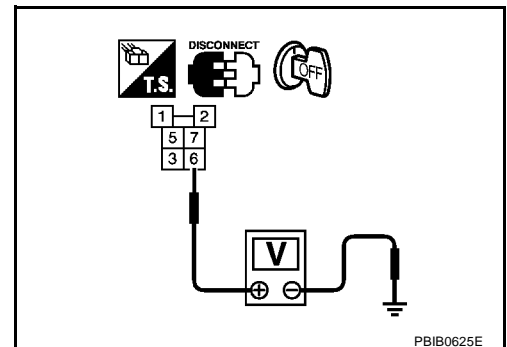 DISCONNECT
T.S.
OFF
1 2
5 7
3 6
V
+ -
PBIB0625E